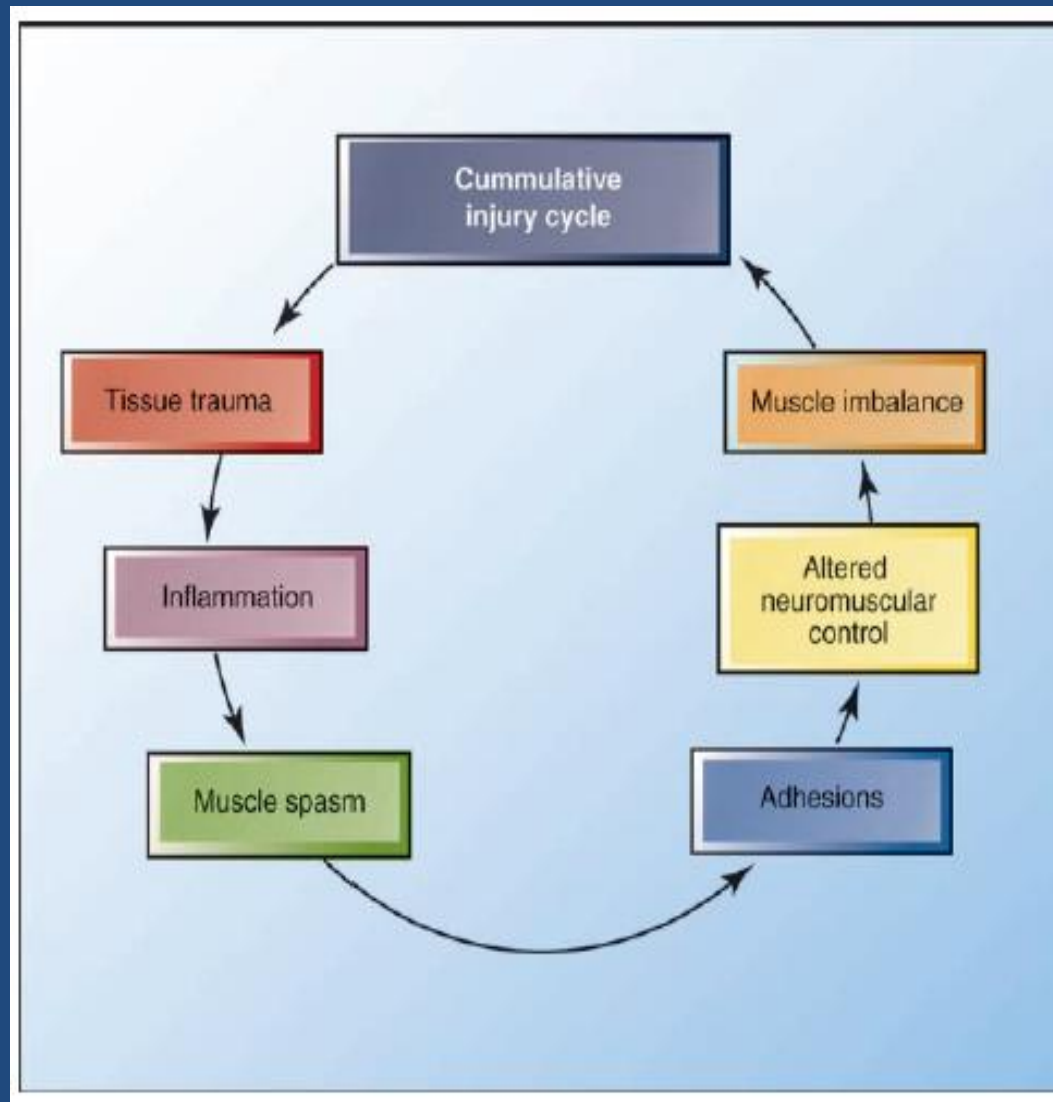 Cummulative
injury cycle
Tissue trauma
Inflammation
Muscle spasm
Adhesions
Altered
neuromuscular
control
Muscle imbalance